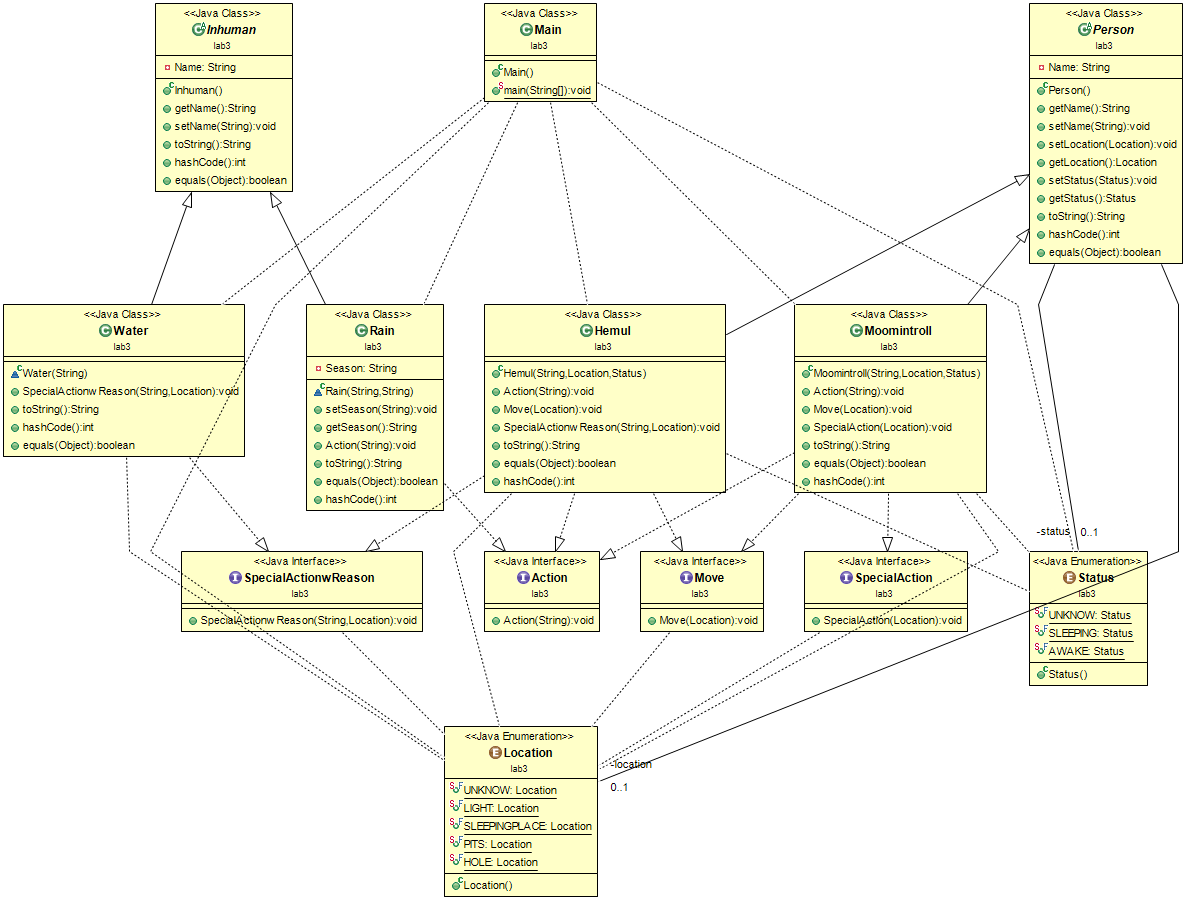 <<Java Class>>
Inhuman
lab3
Name: String
Inhuman()
getName():String
setName(String):void
toString():String
hashCode():int
equals(Object):boolean
<<Java Class>>
Main
lab3
Main()
main(String[]):void
<<Java Class>>
Person
lab3
Name: String
Person()
getName():String
setName(String):void
setLocation(Location):void
getLocation():Location
setStatus(Status):void
getStatus():Status
toString():String
hashCode():int
equals(Object):boolean
<<Java Class>>
Water
lab3
Water(String)
SpecialActionw Reason(String,Location):void
toString():String
hashCode():int
equals(Object):boolean
<<Java Class>>
Rain
lab3
Season: String
Rain(String,String)
setSeason(String):void
getSeason():String
Action(String):void
toString():String
equals(Object):boolean
hashCode():int
<<Java Class>>
Hemul
lab3
Hemul(String,Location,Status)
Action(String):void
Move(Location):void
SpecialActionw Reason(String,Location):void
toString():String
equals(Object):boolean
hashCode():int
<<Java Class>>
Moomintroll
lab3
Moomintroll(String,Location,Status)
Action(String):void
Move(Location):void
SpecialAction(Location):void
toString():String
equals(Object):boolean
hashCode():int
-status 0..1
<<Java Interface>>
SpecialActionwReason
lab3
SpecialActionw Reason(String,Location):void
<<Java Interface>>
Action
lab3
Action(String):void
<<Java Interface>>
Move
lab3
Move(Location):void
<<Java Interface>>
SpecialAction
lab3
SpecialAction(Location):void
<<Java Enumeration>>
Status
lab3
UNKNOW: Status
SLEEPING: Status
AWAKE: Status
Status()
<<Java Enumeration>>
Location
lab3
UNKNOW: Location
LIGHT: Location
SLEEPINGPLACE: Location
PITS: Location
HOLE: Location
Location()
-location
0..1